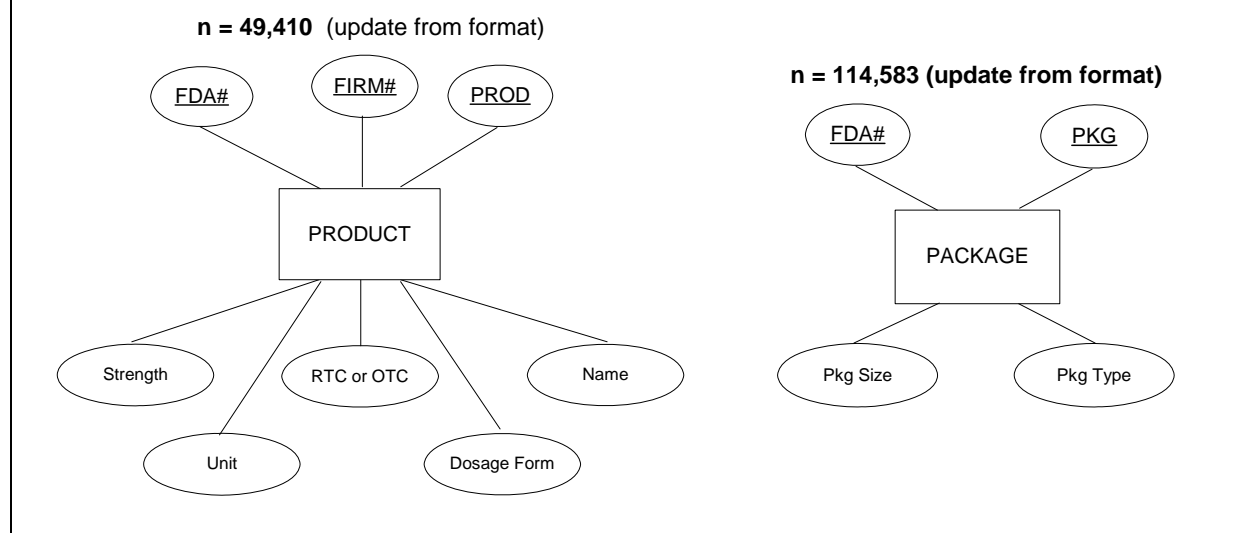 n = 49,410 (update from format)
FDA#
FIRM#
PROD
PRODUCT
Strength
RTC or OTC
Name
Unit
Dosage Form
n = 114,583 (update from format)
FDA#
PKG
PACKAGE
Pkg Size
Pkg Type